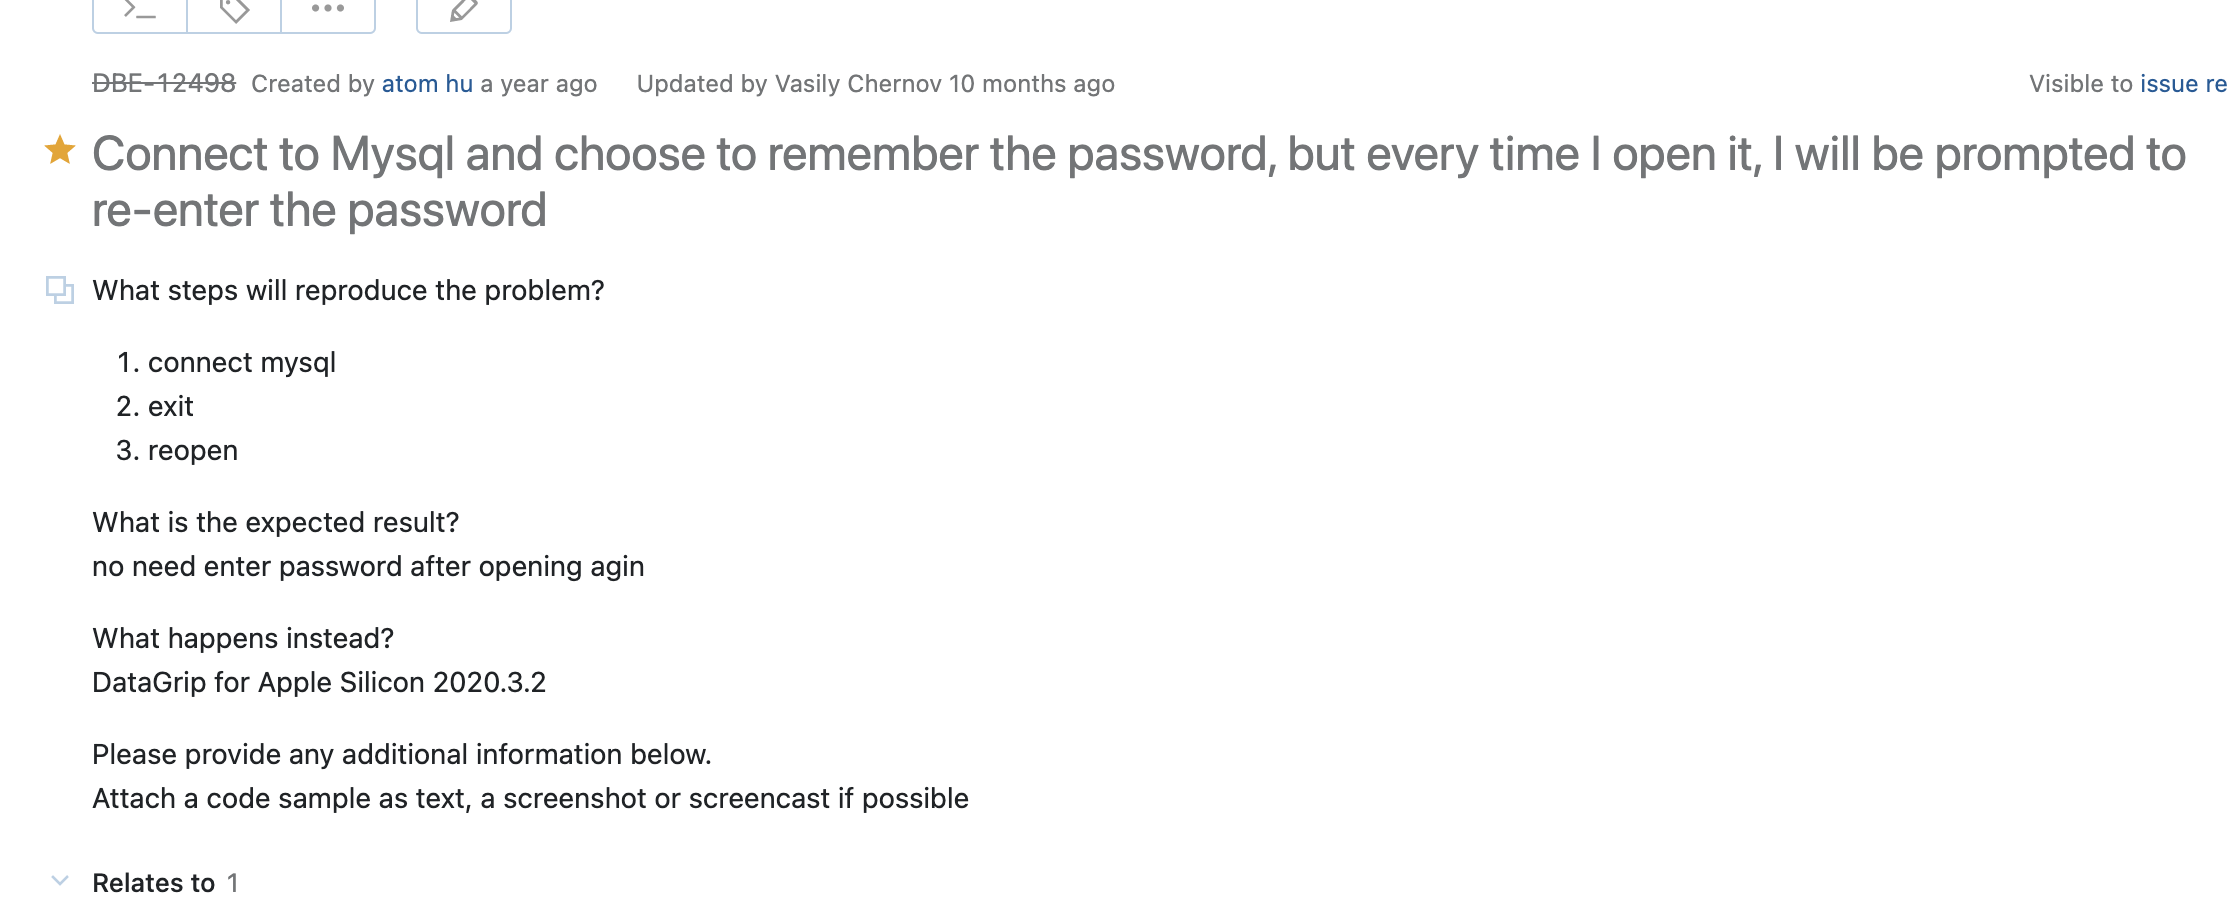 DBE-12498 Created by atom hu a year ago Updated by Vasily Chernov 10 months ago Visible to issue re
Connect to Mysql and choose to remember the password, but every time I open it, I will be prompted to
re-enter the password
What steps will reproduce the problem?
1. connect mysql
2. exit
3. reopen
What is the expected result?
no need enter password after opening agin
What happens instead?
DataGrip for Apple Silicon 2020.3.2
Please provide any additional information below.
Attach a code sample as text, a screenshot or screencast if possible
Relates to 1